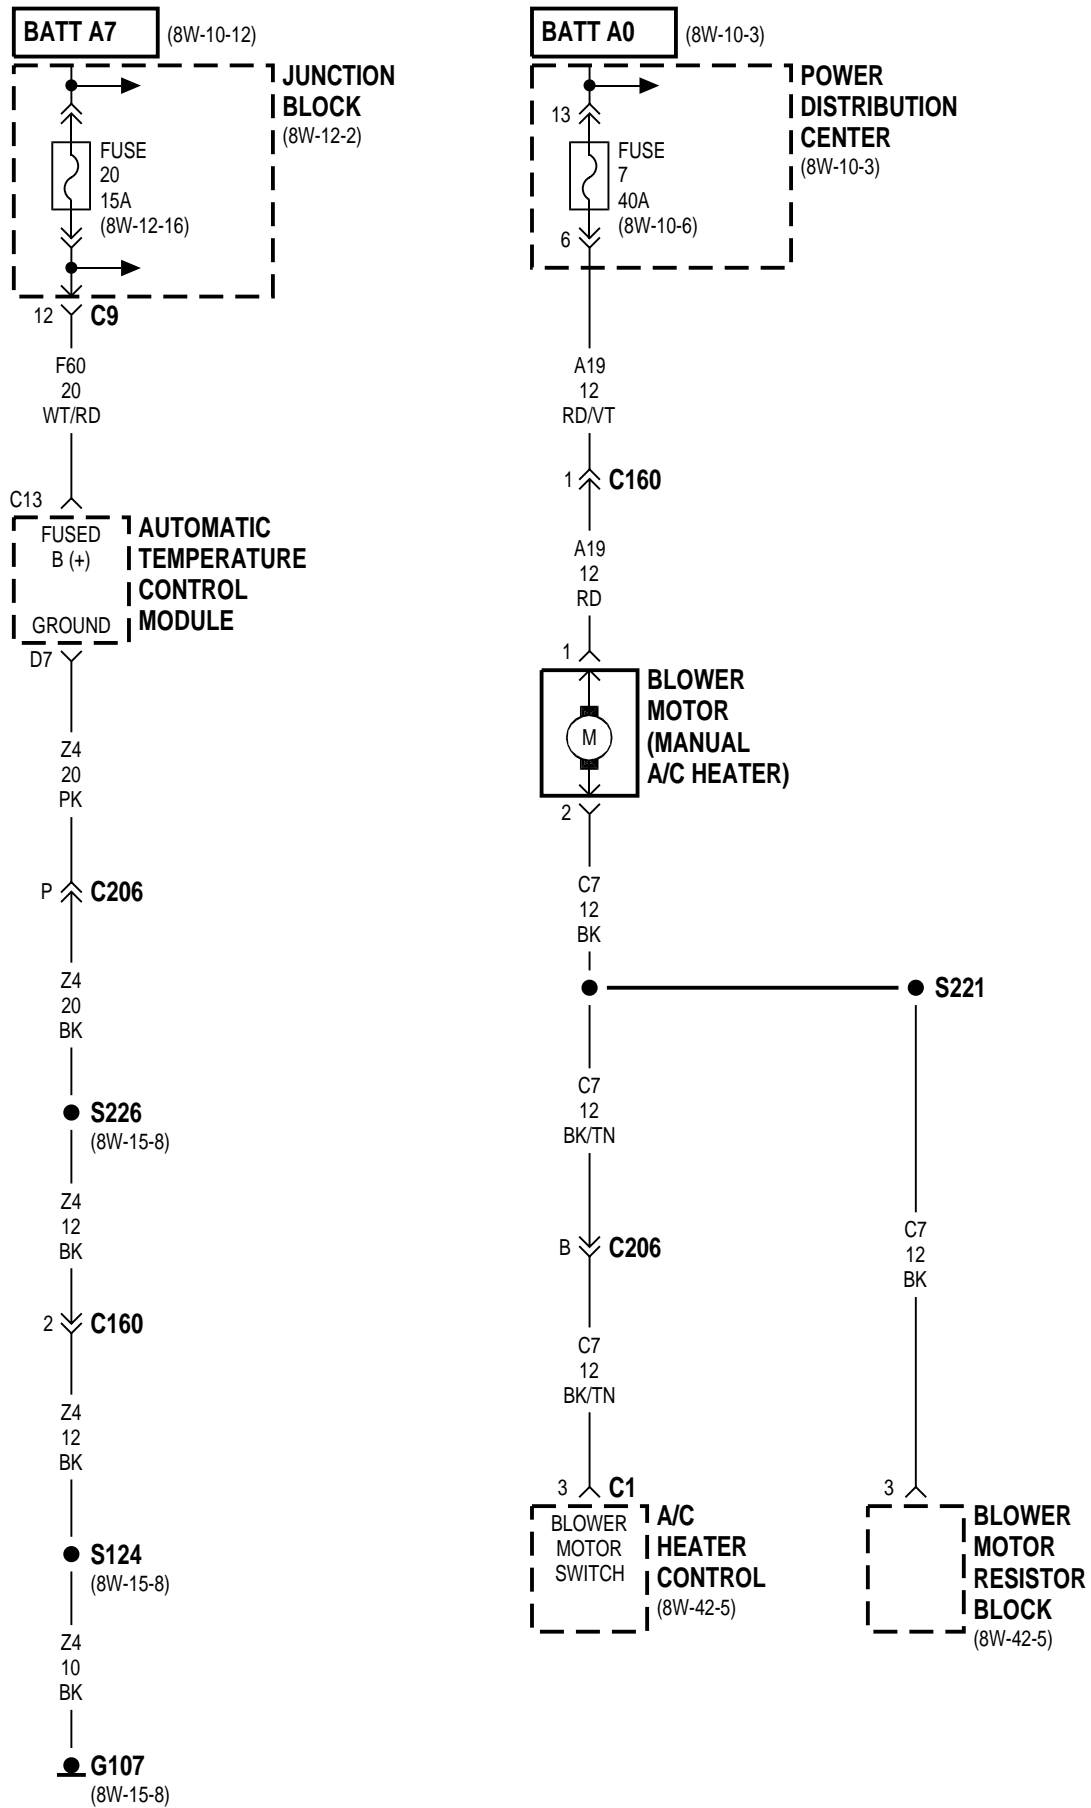 BATT A7 (8W-10-12)
JUNCTION
BLOCK
(8W-12-2)
FUSE
20
15A
(8W-12-16)
12 C9
F60
20
WT/RD
C13
FUSED
B (+)
GROUND
AUTOMATIC
TEMPERATURE
CONTROL
MODULE
D7
Z4
20
PK
P C206
Z4
20
BK
S226
(8W-15-8)
Z4
12
BK
2 C160
Z4
12
BK
S124
(8W-15-8)
Z4
10
BK
G107
(8W-15-8)
BATT A0 (8W-10-3)
POWER
DISTRIBUTION
CENTER
(8W-10-3)
13
FUSE
7
40A
(8W-10-6)
6
A19
12
RD/VT
1 C160
A19
12
RD
1
M
BLOWER
MOTOR
(MANUAL
A/C HEATER)
2
C7
12
BK
S221
C7
12
BK/TN
B C206
C7
12
BK/TN
3 C1
BLOWER
MOTOR
SWITCH
A/C
HEATER
CONTROL
(8W-42-5)
C7
12
BK
3
BLOWER
MOTOR
RESISTOR
BLOCK
(8W-42-5)